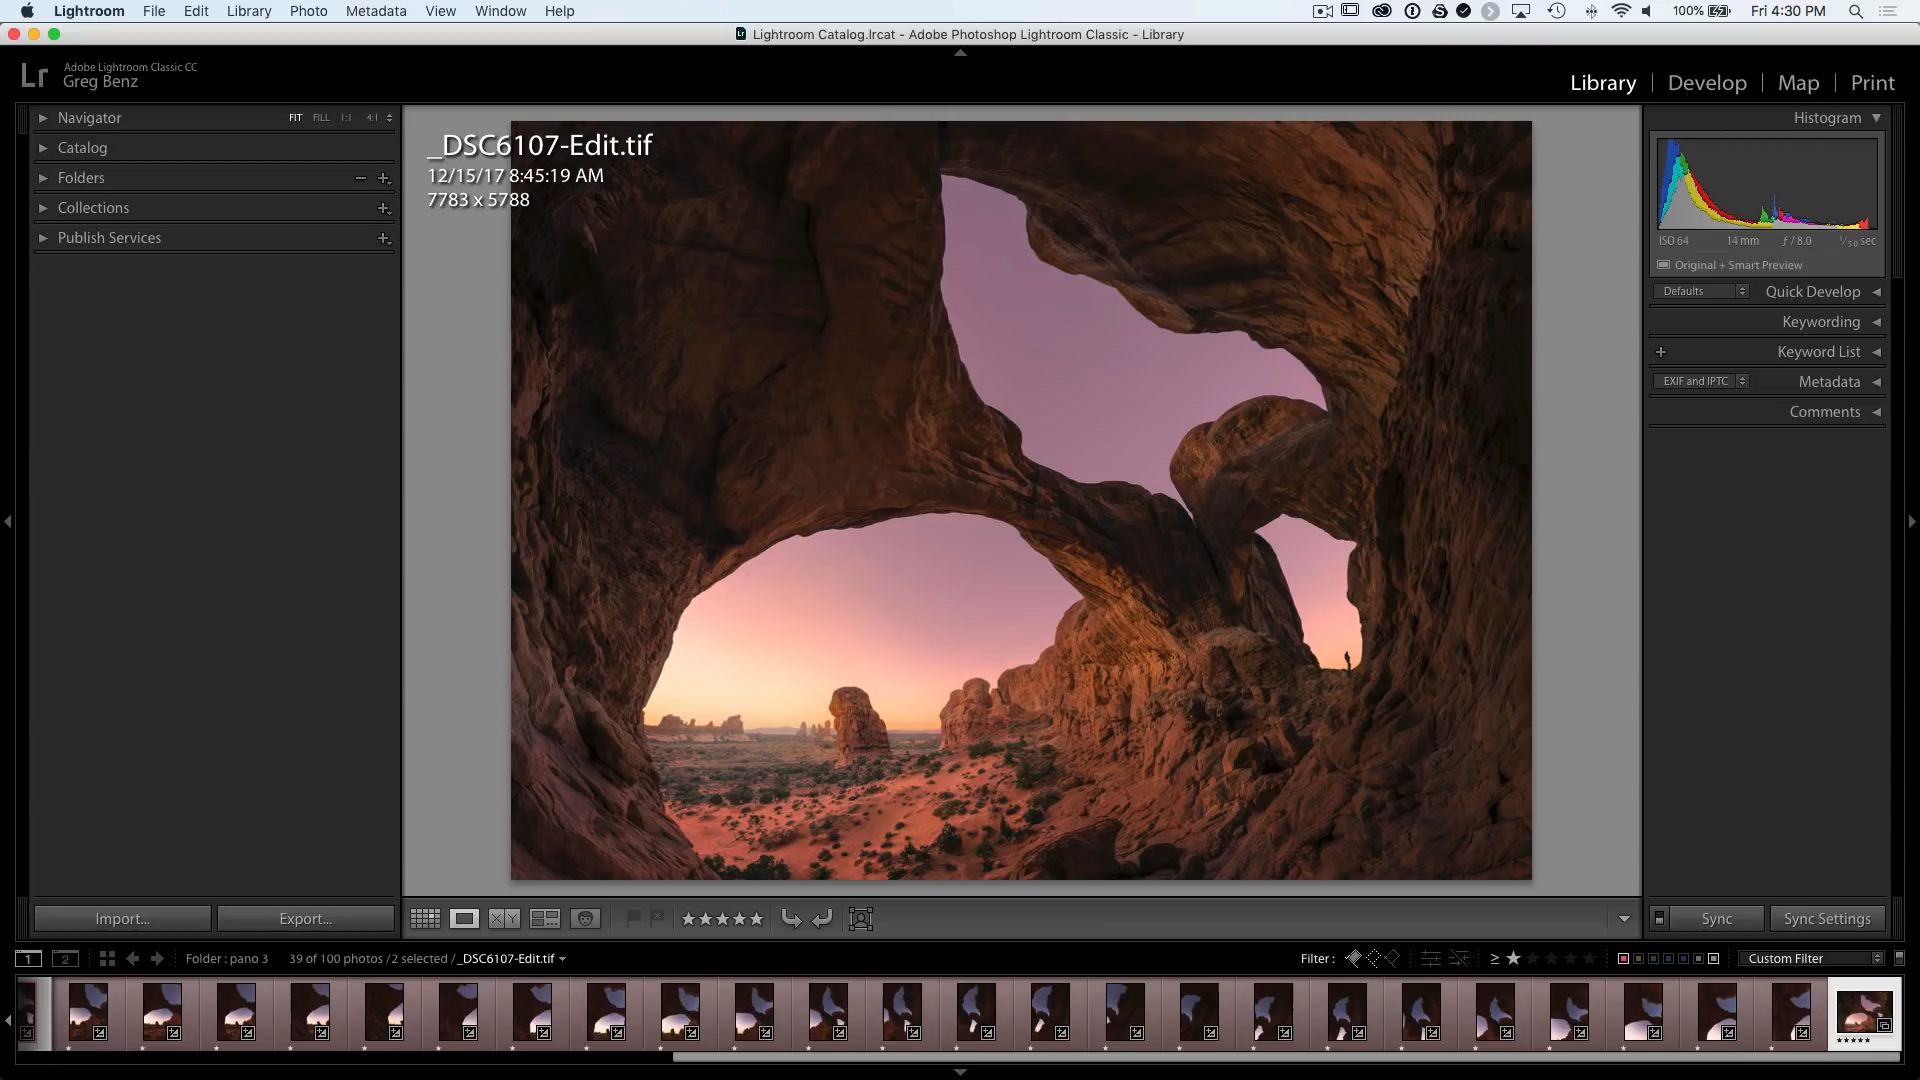 Lightroom File Edit Library Photo Metadata View Window Help 100% Fri 4:30 PM
Lr Lightroom Catalog.lrcat - Adobe Photoshop Lightroom Classic - Library
Lr Adobe Lightroom Classic CC
Greg Benz
Library | Develop | Map | Print
Navigator FIT FILL 1:1 4:1
Catalog
Folders
Collections
Publish Services
_DSC6107-Edit.tif
12/15/17 8:45:19 AM
7783 x 5788
Histogram
ISO 64 14 mm ƒ / 8.0 1/50 sec
Original + Smart Preview
Defaults Quick Develop
Keywording
Keyword List
EXIF and IPTC Metadata
Comments
Import... Export...
X Y
Sync Sync Settings
1 2 Folder : pano 3 39 of 100 photos /2 selected /_DSC6107-Edit.tif Filter : ≥ Custom Filter